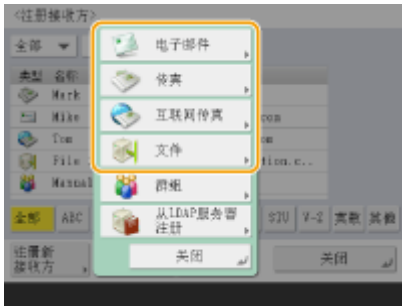 <注册接收方>
全部
电子邮件
类型 名称
传真
Mark
互联网传真
Mike
com
Tom
com
文件
File
tion.c..
Manual
群组
从LDAP服务器
注册
全部 ABC STU V-Z 其他
注册新
接收方
关闭
关闭